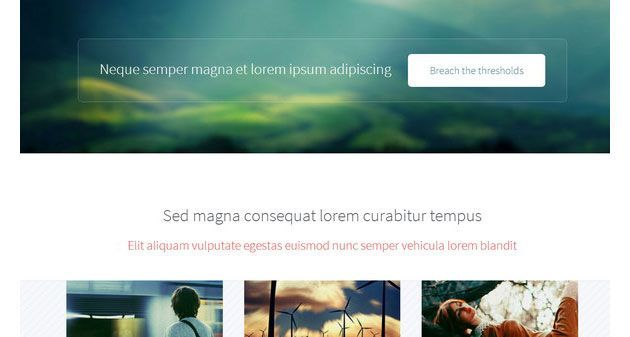 Neque semper magna et lorem ipsum adipiscing
Breach the thresholds
Sed magna consequat lorem curabitur tempus
Elit aliquam vulputate egestas euismod nunc semper vehicula lorem blandit